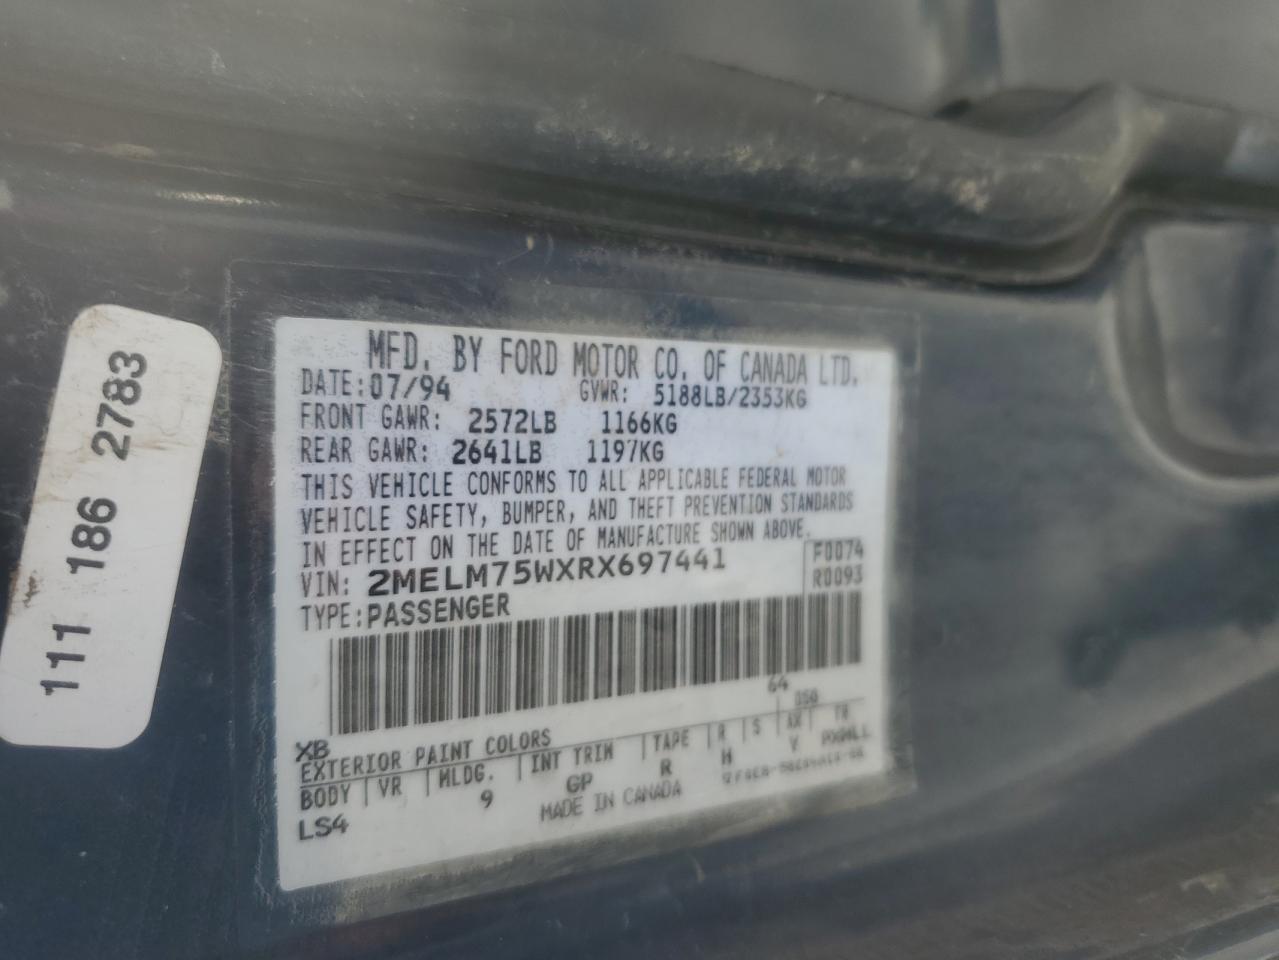 111 186 2783
MFD. BY FORD MOTOR CO. OF CANADA LTD.
DATE: 07/94 GVWR: 5188LB/2353KG
FRONT GAWR: 2572LB 1166KG
REAR GAWR: 2641LB 1197KG
THIS VEHICLE CONFORMS TO ALL APPLICABLE FEDERAL MOTOR
VEHICLE SAFETY, BUMPER, AND THEFT PREVENTION STANDARDS
IN EFFECT ON THE DATE OF MANUFACTURE SHOWN ABOVE.
VIN: 2MELM75WXRX697441 F0074
TYPE: PASSENGER R0093
64
XB DSO
EXTERIOR PAINT COLORS
BODY | VR | MLDG. | INT TRIM | TAPE | R | S | AX | TR
LS4 9 GP R H Y
MADE IN CANADA